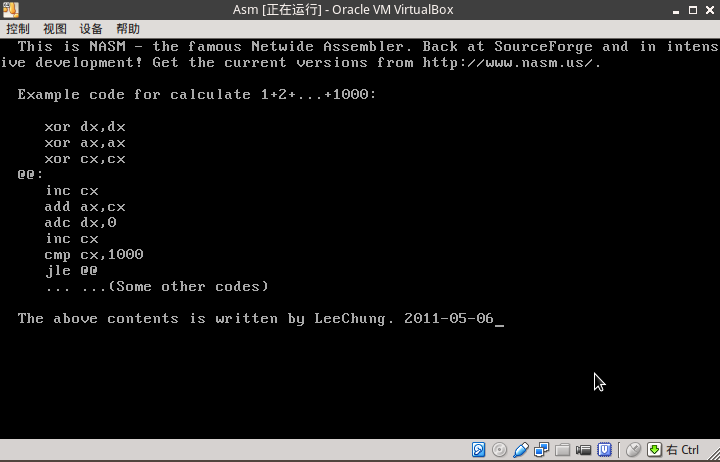 Asm [正在运行] - Oracle VM VirtualBox
控制 视图 设备 帮助
This is NASM - the famous Netwide Assembler. Back at SourceForge and in intens
ive development! Get the current versions from http://www.nasm.us/.
Example code for calculate 1+2+...+1000:
xor dx,dx
xor ax,ax
xor cx,cx
@@:
inc cx
add ax,cx
adc dx,0
inc cx
cmp cx,1000
jle @@
... ...(Some other codes)
The above contents is written by LeeChung. 2011-05-06_
右 Ctrl